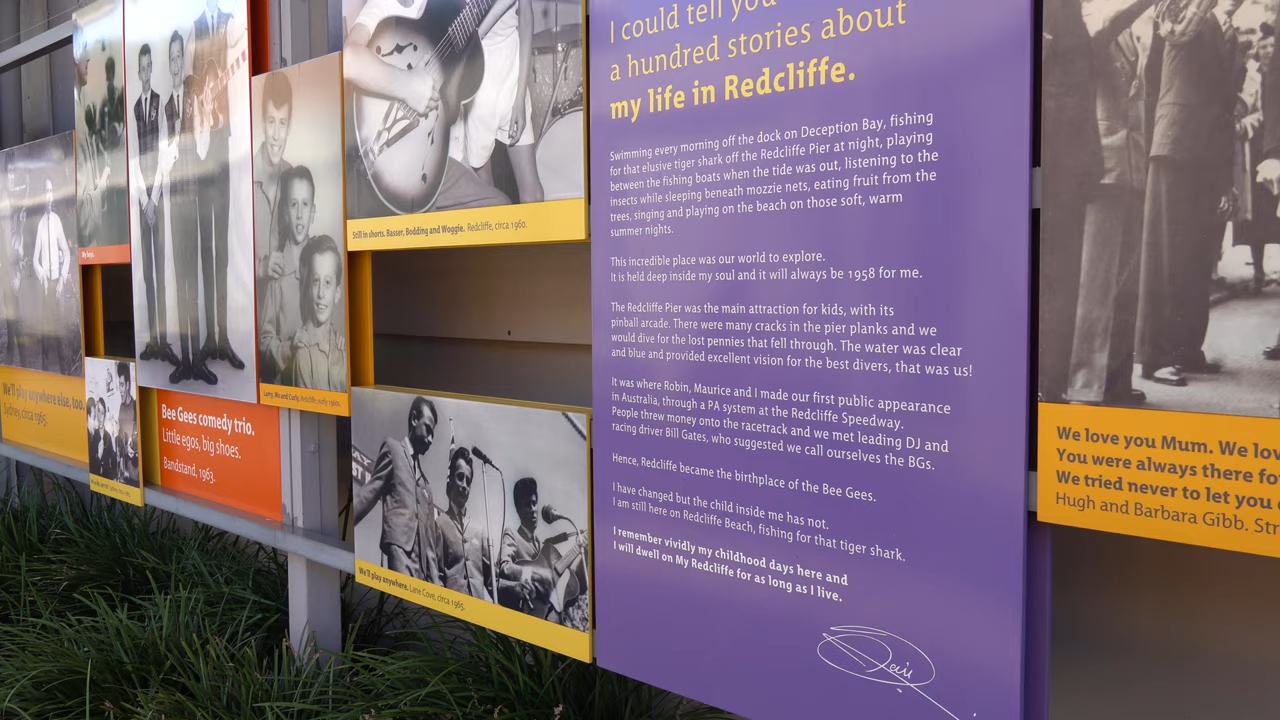 I could tell you
a hundred stories about
my life in Redcliffe.
Swimming every morning off the dock on Deception Bay, fishing
for that elusive tiger shark off the Redcliffe Pier at night, playing
between the fishing boats when the tide was out, listening to the
insects while sleeping beneath mozzie nets, eating fruit from the
trees, singing and playing on the beach on those soft, warm
summer nights.
This incredible place was our world to explore.
It is held deep inside my soul and it will always be 1958 for me.
The Redcliffe Pier was the main attraction for kids, with its
pinball arcade. There were many cracks in the pier planks and we
would dive for the lost pennies that fell through. The water was clear
and blue and provided excellent vision for the best divers, that was us!
It was where Robin, Maurice and I made our first public appearance
in Australia, through a PA system at the Redcliffe Speedway.
People threw money onto the racetrack and we met leading DJ and
racing driver Bill Gates, who suggested we call ourselves the BGs.
Hence, Redcliffe became the birthplace of the Bee Gees.
I have changed but the child inside me has not.
I am still here on Redcliffe Beach, fishing for that tiger shark.
I remember vividly my childhood days here and
I will dwell on My Redcliffe for as long as I live.
Still in shorts. Basser, Bodding and Woggie. Redcliffe, circa 1960.
My boys.
Larry, Mo and Curly. Redcliffe, early 1960s.
We'll play anywhere else, too.
Sydney, circa 1965.
Bee Gees comedy trio.
Little egos, big shoes.
Bandstand, 1963.
We'll play anywhere. Lane Cove, circa 1965.
We love you Mum. We lov
You were always there fo
We tried never to let you
Hugh and Barbara Gibb. Str